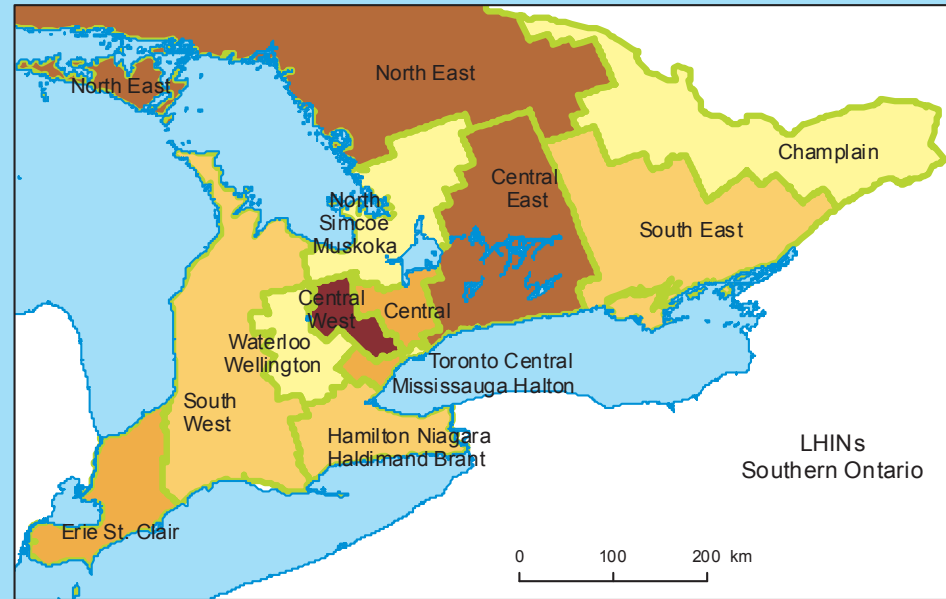 North East
North East
Champlain
Central
East
North
Simcoe
Muskoka
South East
Central
West
Central
Waterloo
Wellington
Toronto Central
Mississauga Halton
South
West
Hamilton Niagara
Haldimand Brant
LHINs
Southern Ontario
Erie St. Clair
0 100 200 km